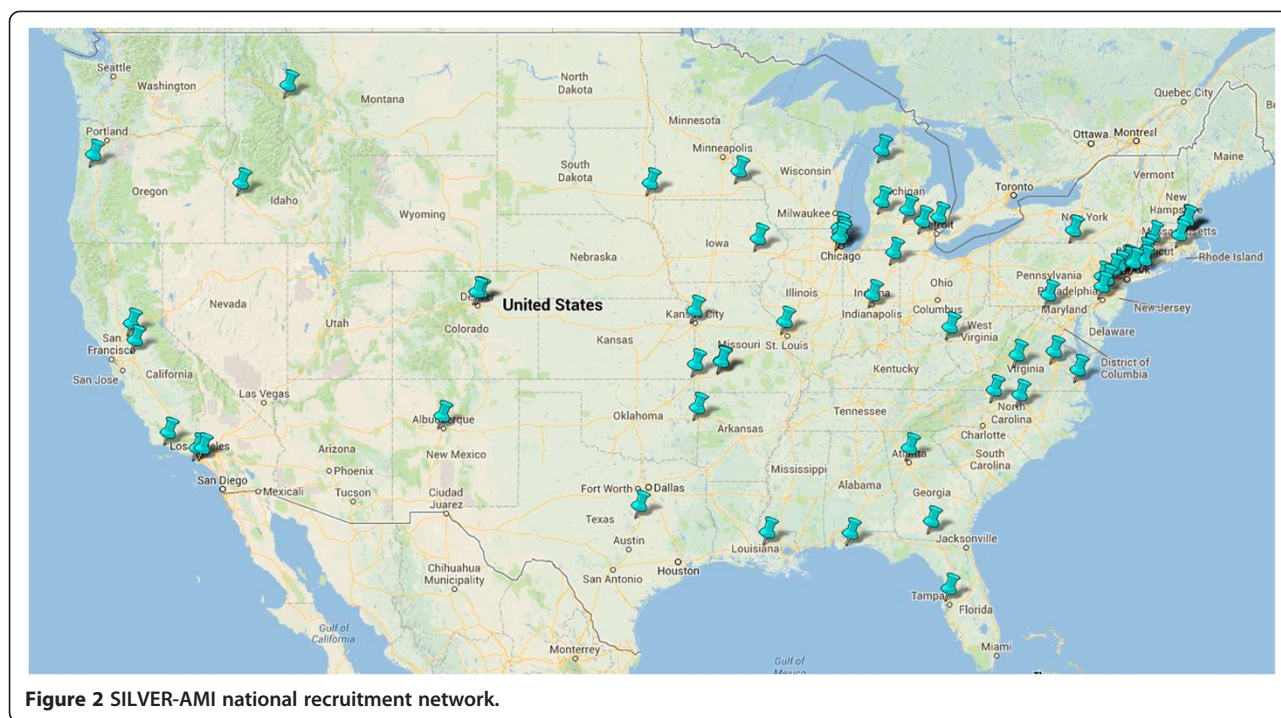 Seattle
Washington
Montana
North
Dakota
Minnesota
Quebec City
Portland
Ottawa
Montreal
Maine
Minneapolis
Wisconsin
Vermont
Oregon
Idaho
South
Dakota
Toronto
New
Hampshire
Wyoming
Milwaukee
Iowa
Chicago
Rhode Island
Nebraska
Pennsylvania
Nevada
Utah
United States
Illinois
Ohio
Indianapolis
Columbus
Philadelphia
Maryland
New Jersey
Colorado
Kansas City
Kansas
Missouri
St. Louis
West
Virginia
Delaware
San
Francisco
San Jose
California
Kentucky
Virginia
District of
Columbia
Las Vegas
Albuquerque
Oklahoma
Arkansas
Tennessee
North
Carolina
Charlotte
Arizona
New Mexico
Atlanta
South
Carolina
Phoenix
San Diego
Mexicali
Tucson
Ciudad
Juarez
Fort Worth
Dallas
Mississippi
Alabama
Georgia
Texas
Austin
Louisiana
Jacksonville
Houston
San Antonio
Chihuahua
Municipality
Tampa
Florida
Gulf of
California
Monterrey
Gulf of
Mexico
Miami
Figure 2 SILVER-AMI national recruitment network.